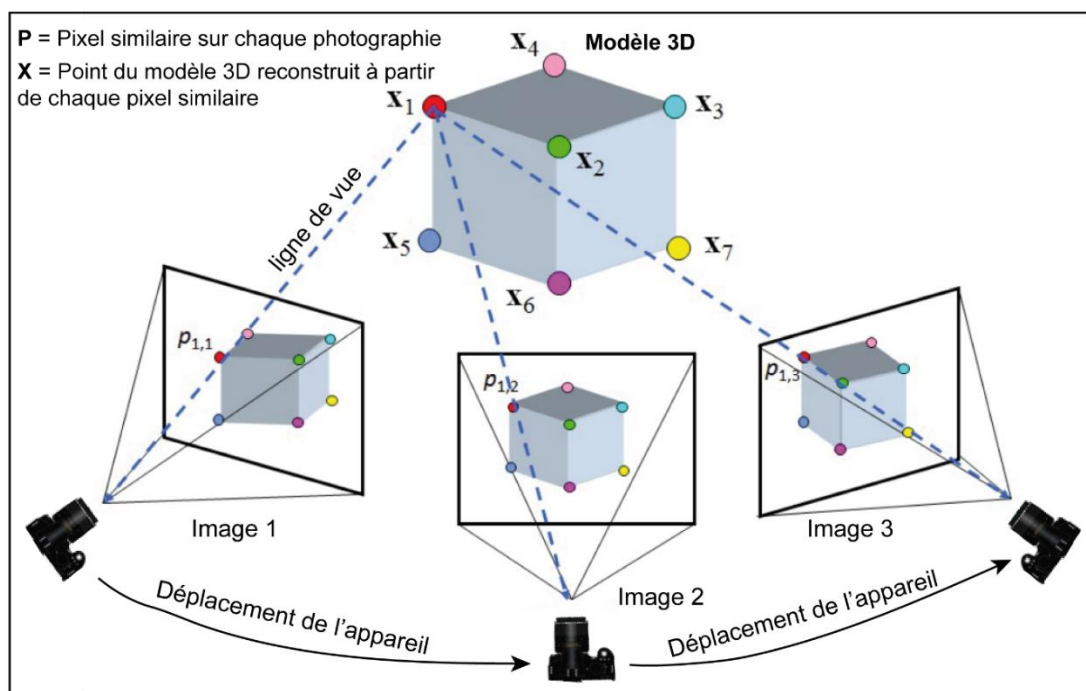 P = Pixel similaire sur chaque photographie
X = Point du modèle 3D reconstruit à partir
de chaque pixel similaire
Modèle 3D
x4
x1
x3
x2
ligne de vue
x5
x7
x6
p1,1
p1,2
p1,3
Image 1
Image 3
Image 2
Déplacement de l'appareil
Déplacement de l'appareil